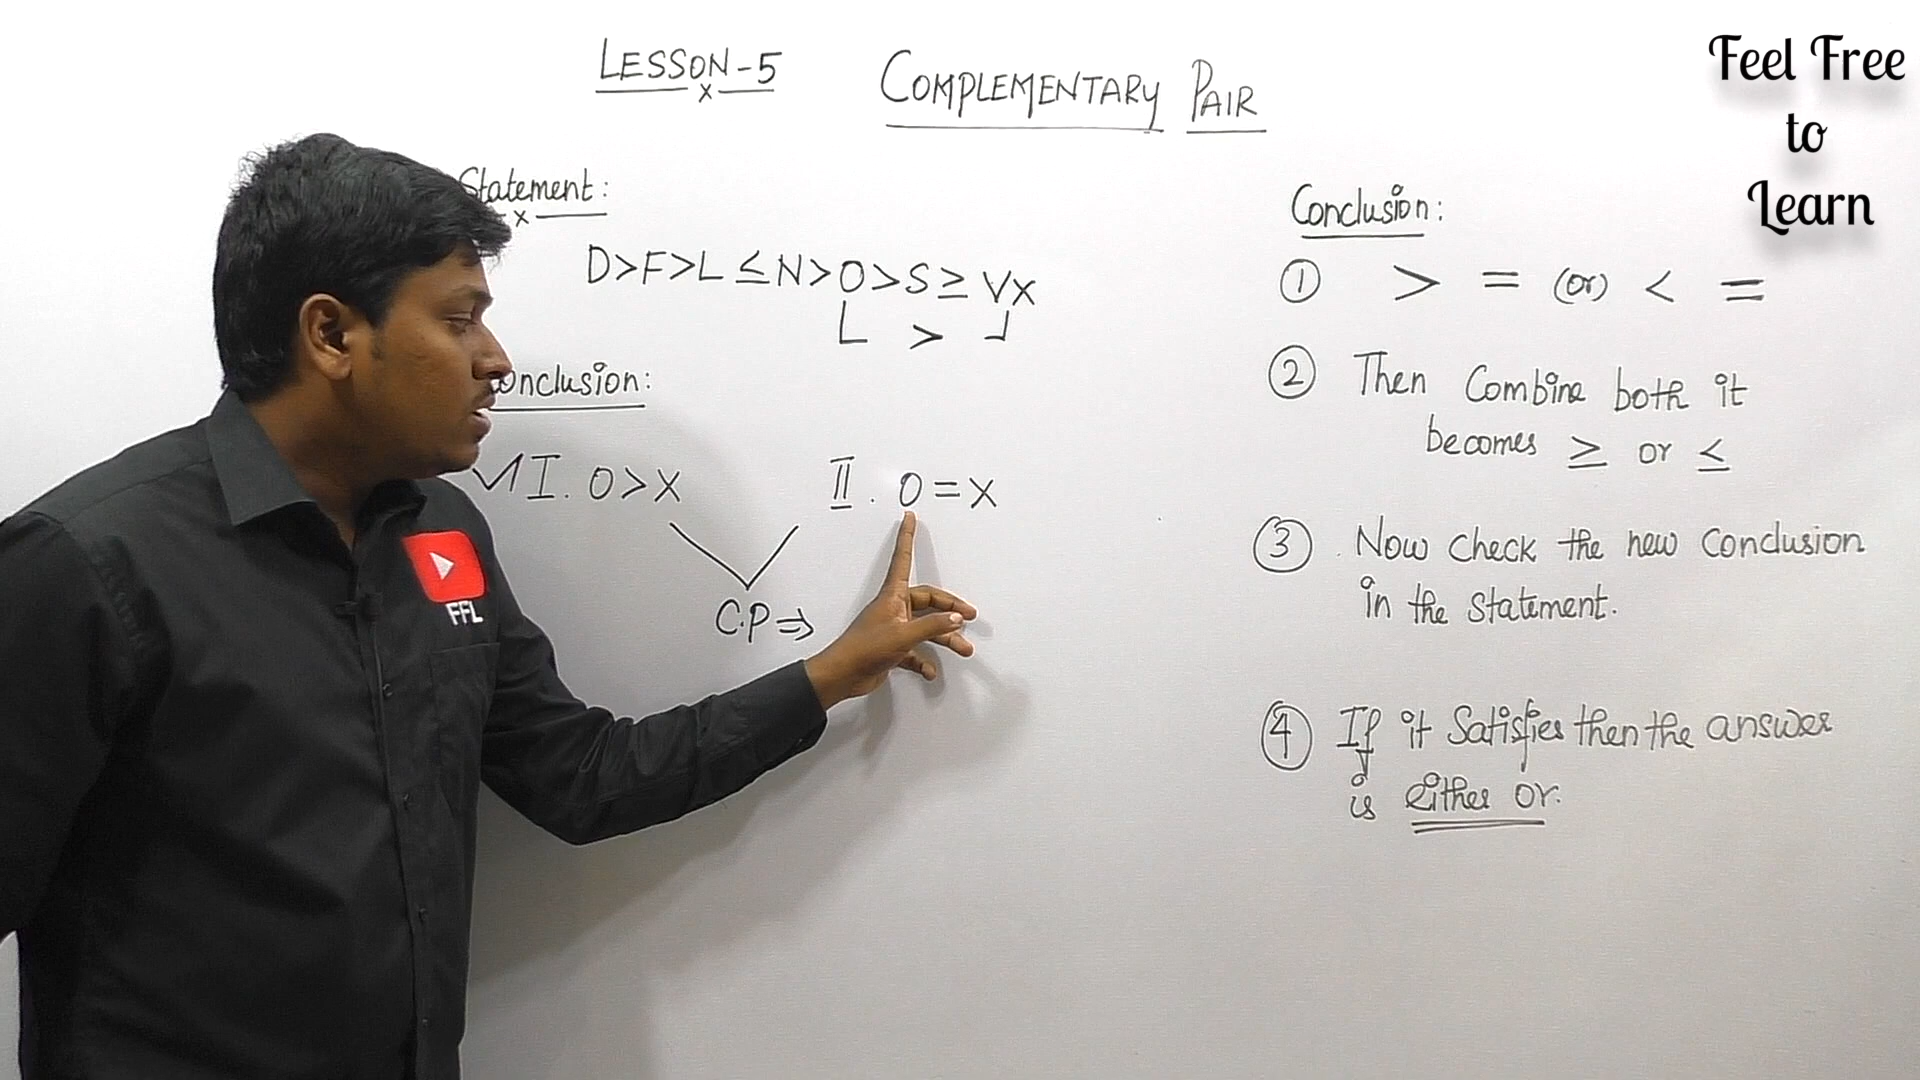 LESSON-5
COMPLEMENTARY PAIR
Feel Free
to
Learn
Statement:
x
D>F>L≤N>O>S≥VX
>
Conclusion:
I. O>X
II. O=X
C.P⇒
FFL
Conclusion:
① > = (or) < =
② Then Combine both it
becomes ≥ or ≤
③ . Now Check the new Conclusion
in the statement.
④ If it Satisfies then the answer
is either or.